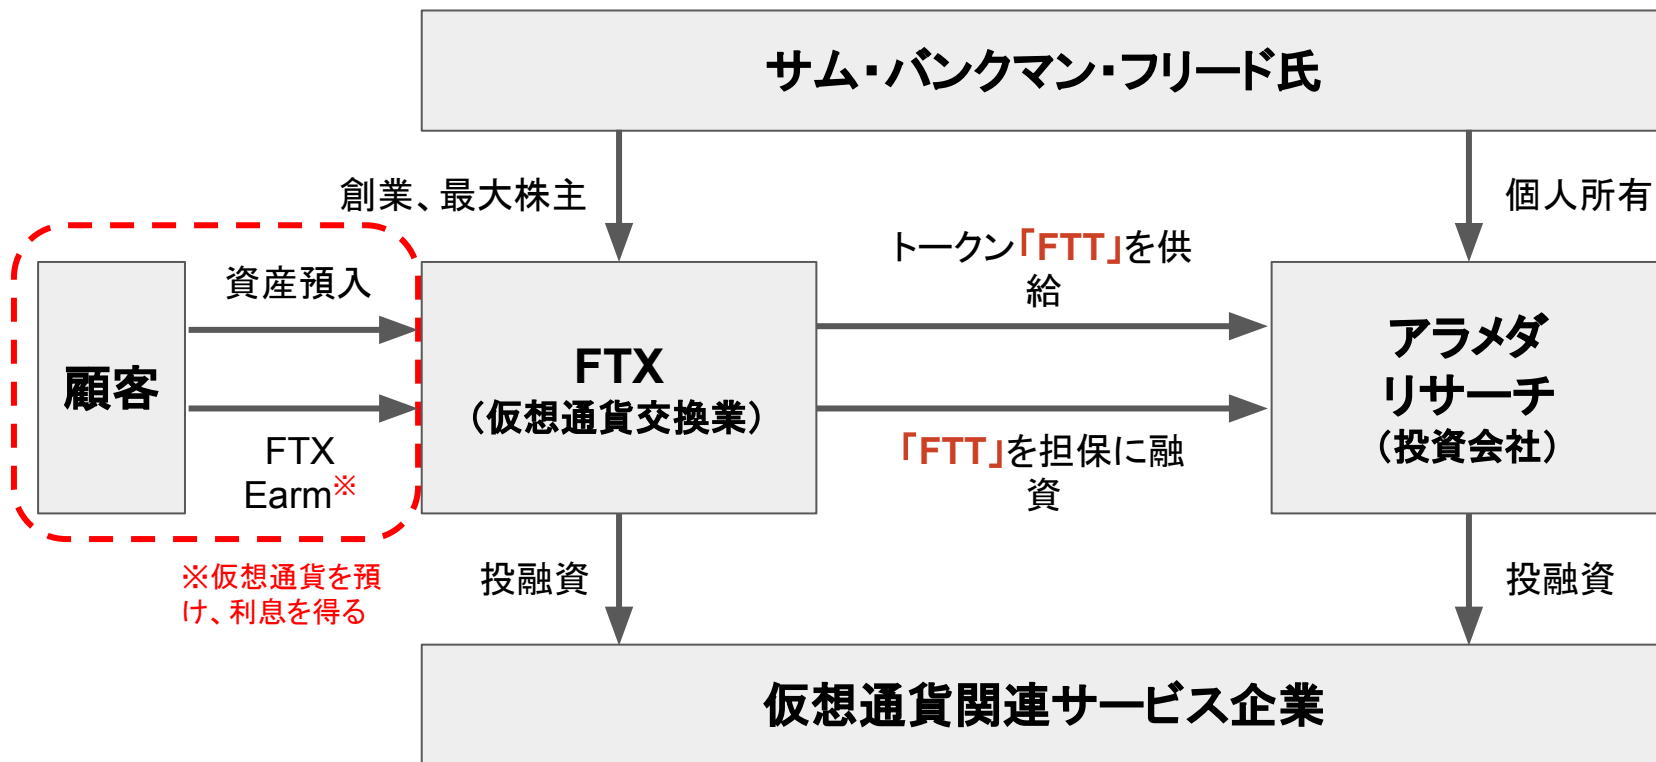 サム・バンクマン・フリード氏
創業、最大株主
個人所有
トークン「FTT」を供
給
資産預入
顧客
FTX
Earm※
FTX
（仮想通貨交換業）
「FTT」を担保に融
資
アラメダ
リサーチ
（投資会社）
※仮想通貨を預
け、利息を得る
投融資
投融資
仮想通貨関連サービス企業